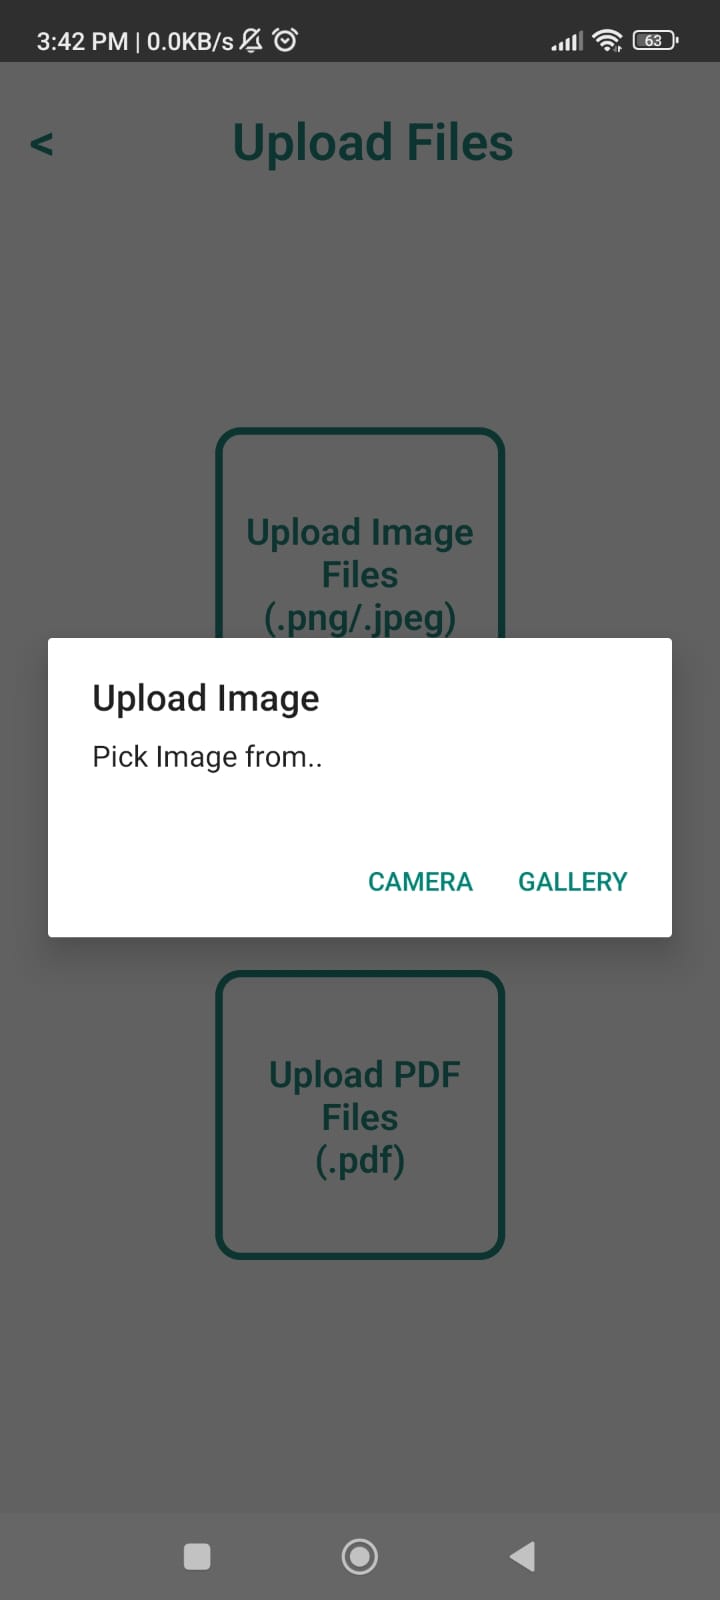 3:42 PM | 0.0KB/s
63
< Upload Files
Upload Image
Files
(.png/.jpeg)
Upload Image
Pick Image from..
CAMERA GALLERY
Upload PDF
Files
(.pdf)